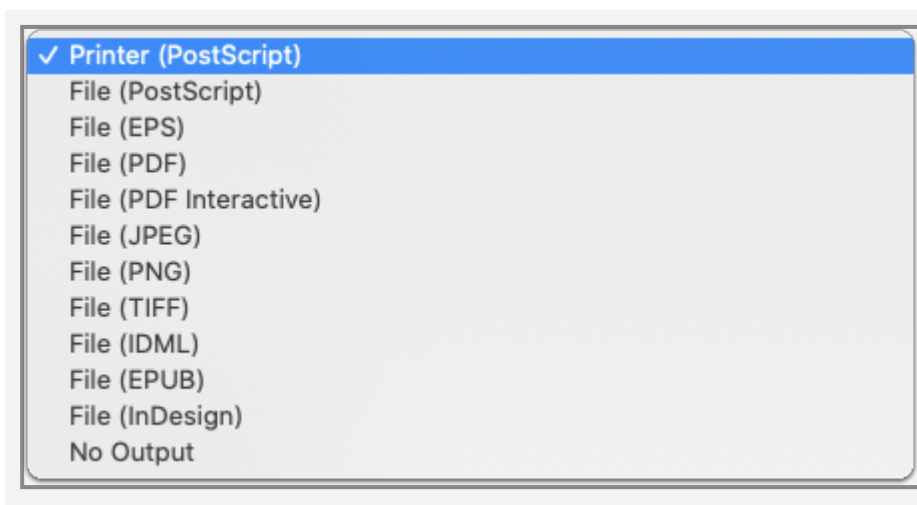 ✓ Printer (PostScript)
File (PostScript)
File (EPS)
File (PDF)
File (PDF Interactive)
File (JPEG)
File (PNG)
File (TIFF)
File (IDML)
File (EPUB)
File (InDesign)
No Output